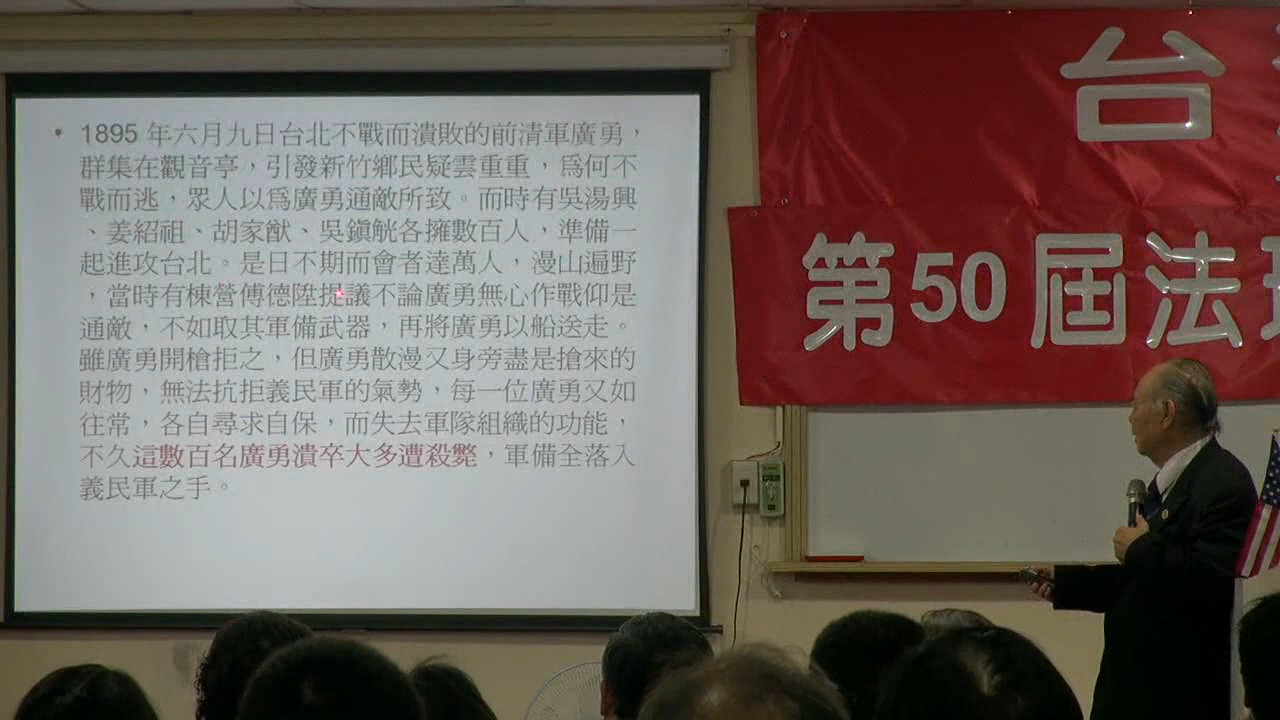 • 1895 年六月九日台北不戰而潰敗的前清軍廣勇，
群集在觀音亭，引發新竹鄉民疑雲重重，為何不
戰而逃，眾人以為廣勇通敵所致。而時有吳湯興
、姜紹祖、胡家猷、吳鎮觥各擁數百人，準備一
起進攻台北。是日不期而會者達萬人，漫山遍野
，當時有棟營傅德陞提議不論廣勇無心作戰仰是
通敵，不如取其軍備武器，再將廣勇以船送走。
雖廣勇開槍拒之，但廣勇散漫又身旁盡是搶來的
財物，無法抗拒義民軍的氣勢，每一位廣勇又如
往常，各自尋求自保，而失去軍隊組織的功能，
不久這數百名廣勇潰卒大多遭殺斃，軍備全落入
義民軍之手。
台
第50屆法